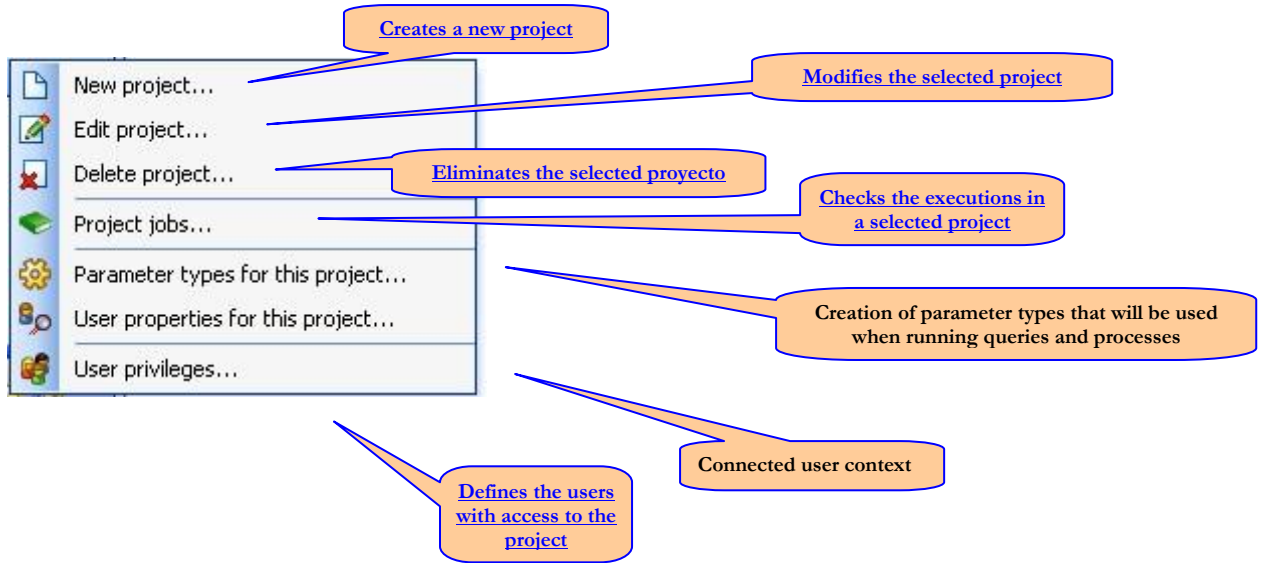 Creates a new project
New project...
Modifies the selected project
Edit project...
Delete project...
Eliminates the selected proyecto
Checks the executions in
a selected project
Project jobs...
Parameter types for this project...
Creation of parameter types that will be used
when running queries and processes
User properties for this project...
User privileges...
Connected user context
Defines the users
with access to the
project